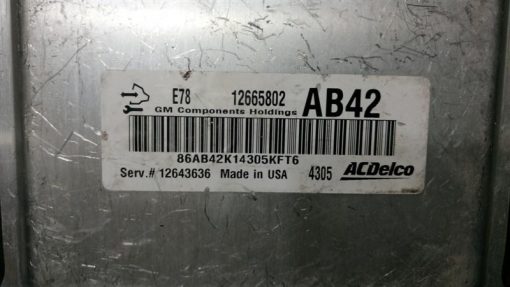 E78 12665802 AB42
GM Components Holdings
86AB42K14305KFT6
Serv.# 12643636 Made in USA 4305 ACDelco